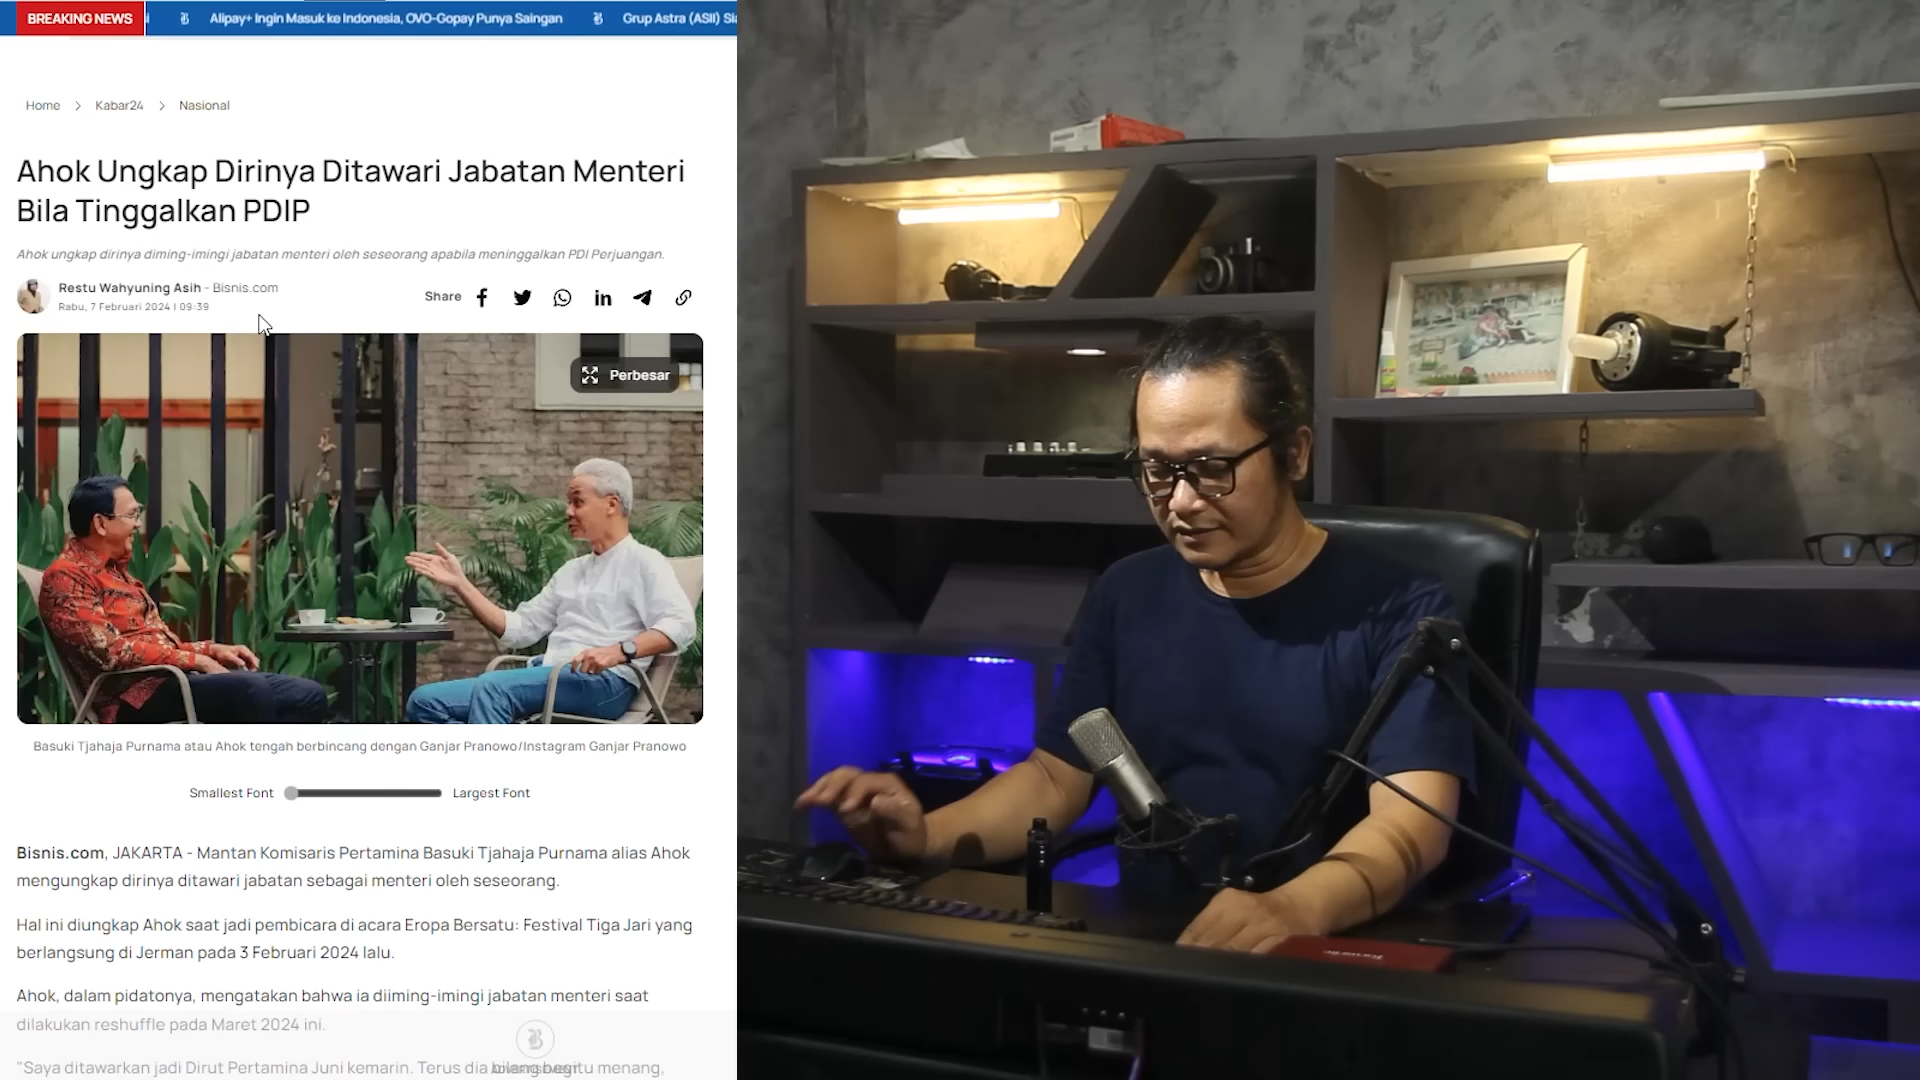 BREAKING NEWS
Alipay+ Ingin Masuk ke Indonesia, OVO-Gopay Punya Saingan
Grup Astra (ASII)
Home > Kabar24 > Nasional
Ahok Ungkap Dirinya Ditawari Jabatan Menteri
Bila Tinggalkan PDIP
Ahok ungkap dirinya diming-imingi jabatan menteri oleh seseorang apabila meninggalkan PDI Perjuangan.
Restu Wahyuning Asih - Bisnis.com
Rabu, 7 Februari 2024 | 09:39
Share
Perbesar
Basuki Tjahaja Purnama atau Ahok tengah berbincang dengan Ganjar Pranowo/Instagram Ganjar Pranowo
Smallest Font
Largest Font
Bisnis.com, JAKARTA - Mantan Komisaris Pertamina Basuki Tjahaja Purnama alias Ahok
mengungkap dirinya ditawari jabatan sebagai menteri oleh seseorang.
Hal ini diungkap Ahok saat jadi pembicara di acara Eropa Bersatu: Festival Tiga Jari yang
berlangsung di Jerman pada 3 Februari 2024 lalu.
Ahok, dalam pidatonya, mengatakan bahwa ia diiming-imingi jabatan menteri saat
dilakukan reshuffle pada Maret 2024 ini.
"Saya ditawarkan jadi Dirut Pertamina Juni kemarin. Terus dia bilang begitu menang,